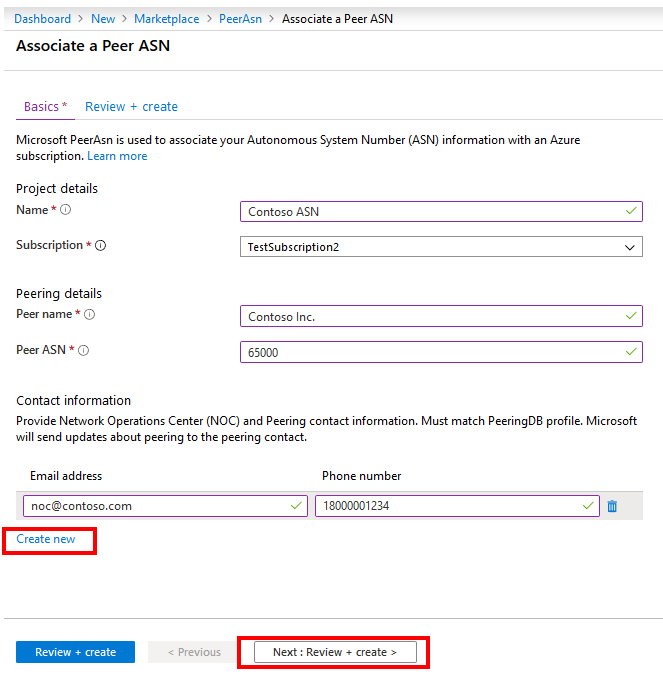 Dashboard > New > Marketplace > PeerAsn > Associate a Peer ASN
Associate a Peer ASN
Basics * Review + create
Microsoft PeerAsn is used to associate your Autonomous System Number (ASN) information with an Azure
subscription. Learn more
Project details
Name * Contoso ASN
Subscription * TestSubscription2
Peering details
Peer name * Contoso Inc.
Peer ASN * 65000
Contact information
Provide Network Operations Center (NOC) and Peering contact information. Must match PeeringDB profile. Microsoft
will send updates about peering to the peering contact.
Email address Phone number
noc@contoso.com 18000001234
Create new
Review + create < Previous Next : Review + create >